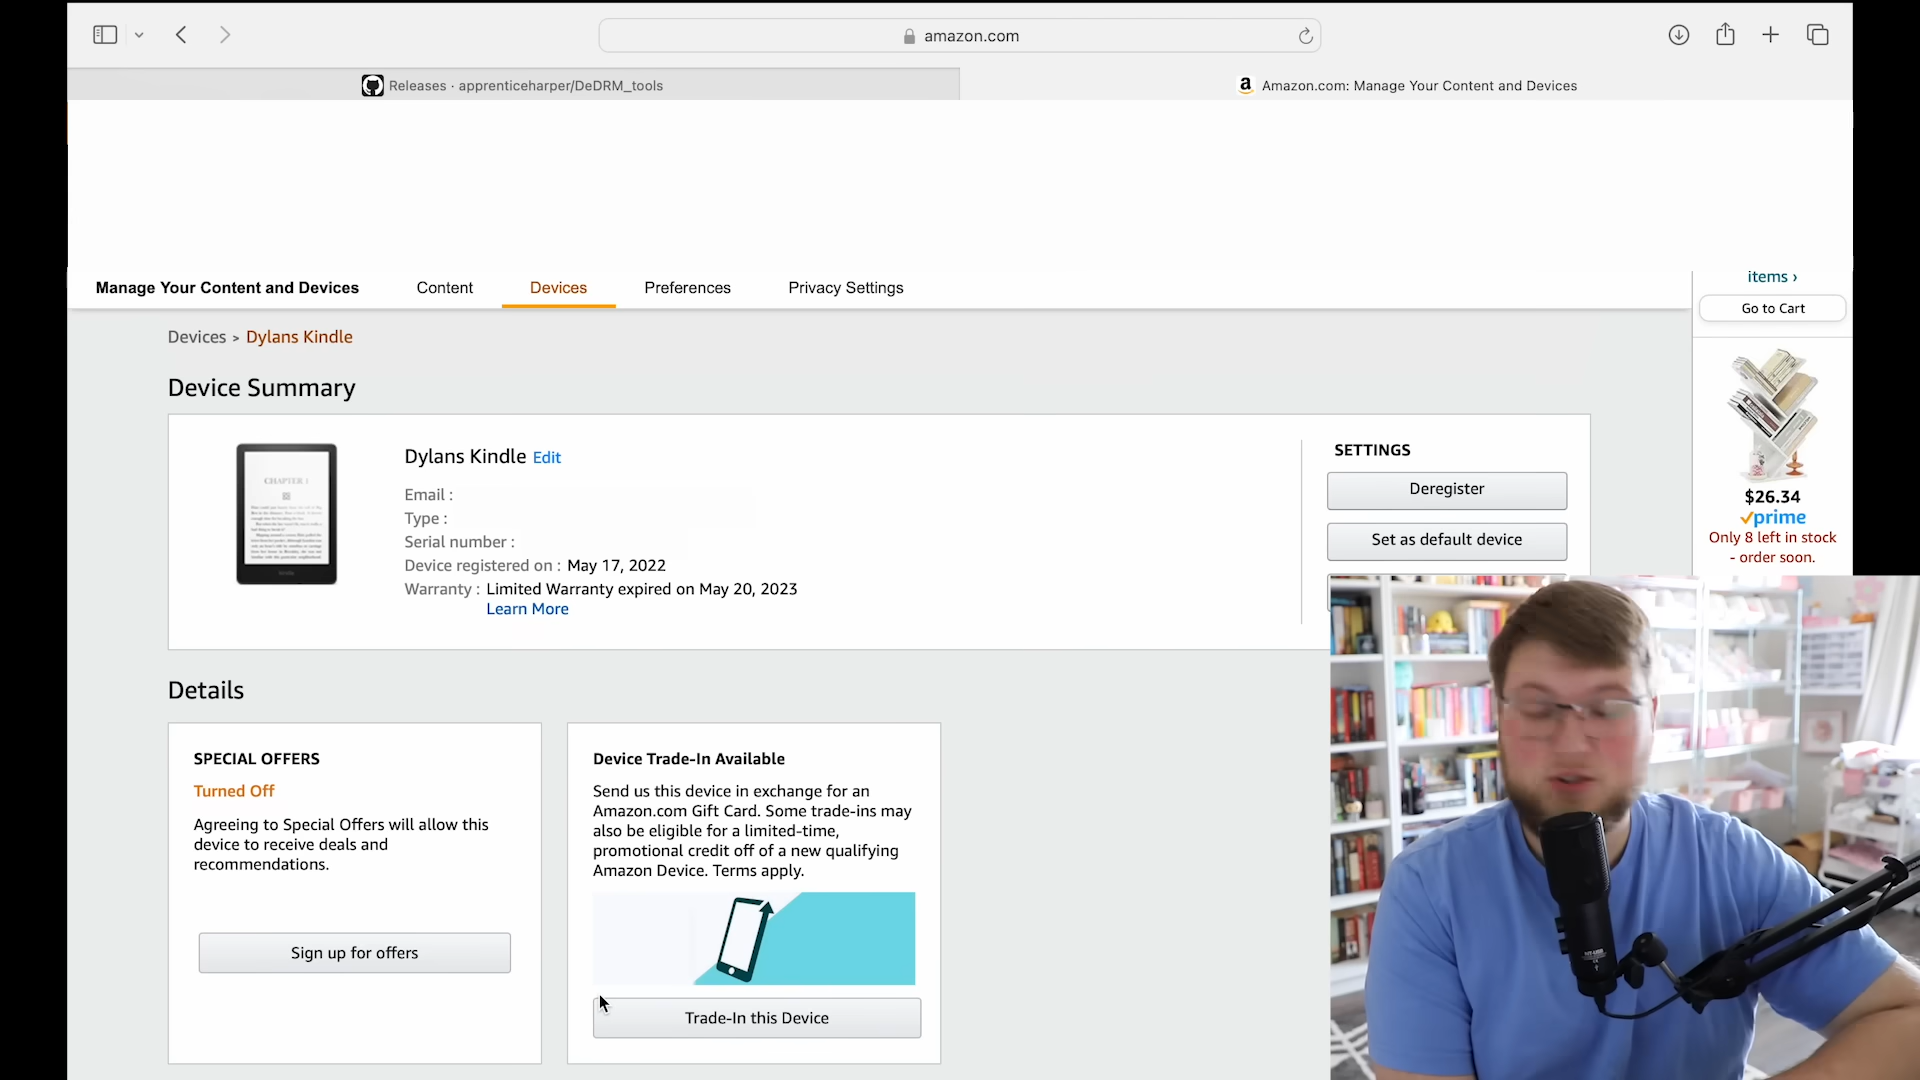 amazon.com
Releases · apprenticeharper/DeDRM_tools
Amazon.com: Manage Your Content and Devices
items ›
Manage Your Content and Devices
Content
Devices
Preferences
Privacy Settings
Go to Cart
Devices > Dylans Kindle
Device Summary
CHAPTER 1
Dylans Kindle Edit
Email :
Type :
Serial number :
Device registered on : May 17, 2022
Warranty : Limited Warranty expired on May 20, 2023
Learn More
SETTINGS
Deregister
Set as default device
$26.34
prime
Only 8 left in stock
- order soon.
Details
SPECIAL OFFERS
Turned Off
Agreeing to Special Offers will allow this
device to receive deals and
recommendations.
Sign up for offers
Device Trade-In Available
Send us this device in exchange for an
Amazon.com Gift Card. Some trade-ins may
also be eligible for a limited-time,
promotional credit off of a new qualifying
Amazon Device. Terms apply.
Trade-In this Device